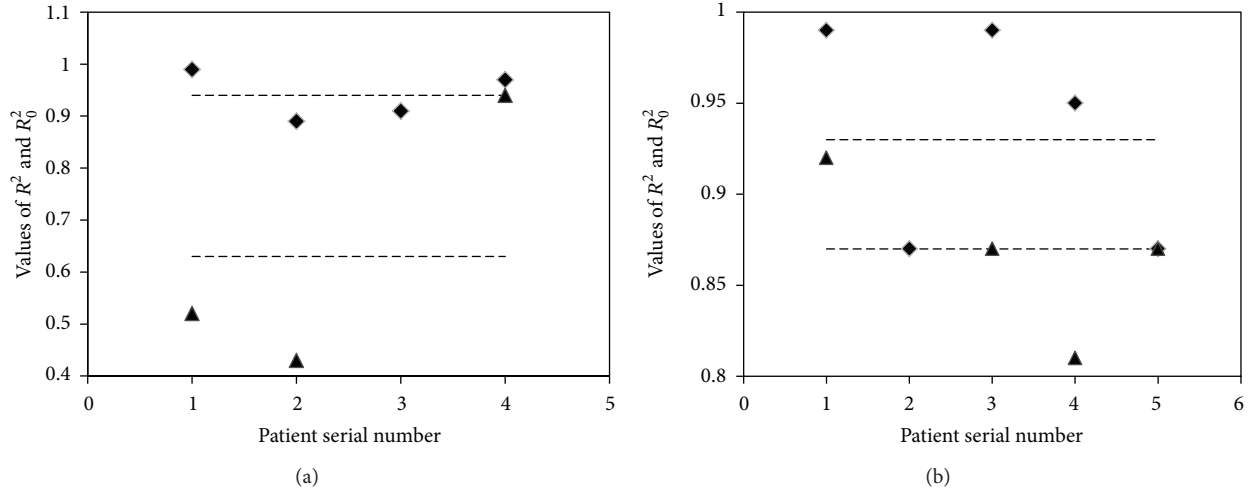 Values of R² and R₀²
1.1
1
0.9
0.8
0.7
0.6
0.5
0.4
0 1 2 3 4 5
Patient serial number
(a)
Values of R² and R₀²
1
0.95
0.9
0.85
0.8
0 1 2 3 4 5 6
Patient serial number
(b)